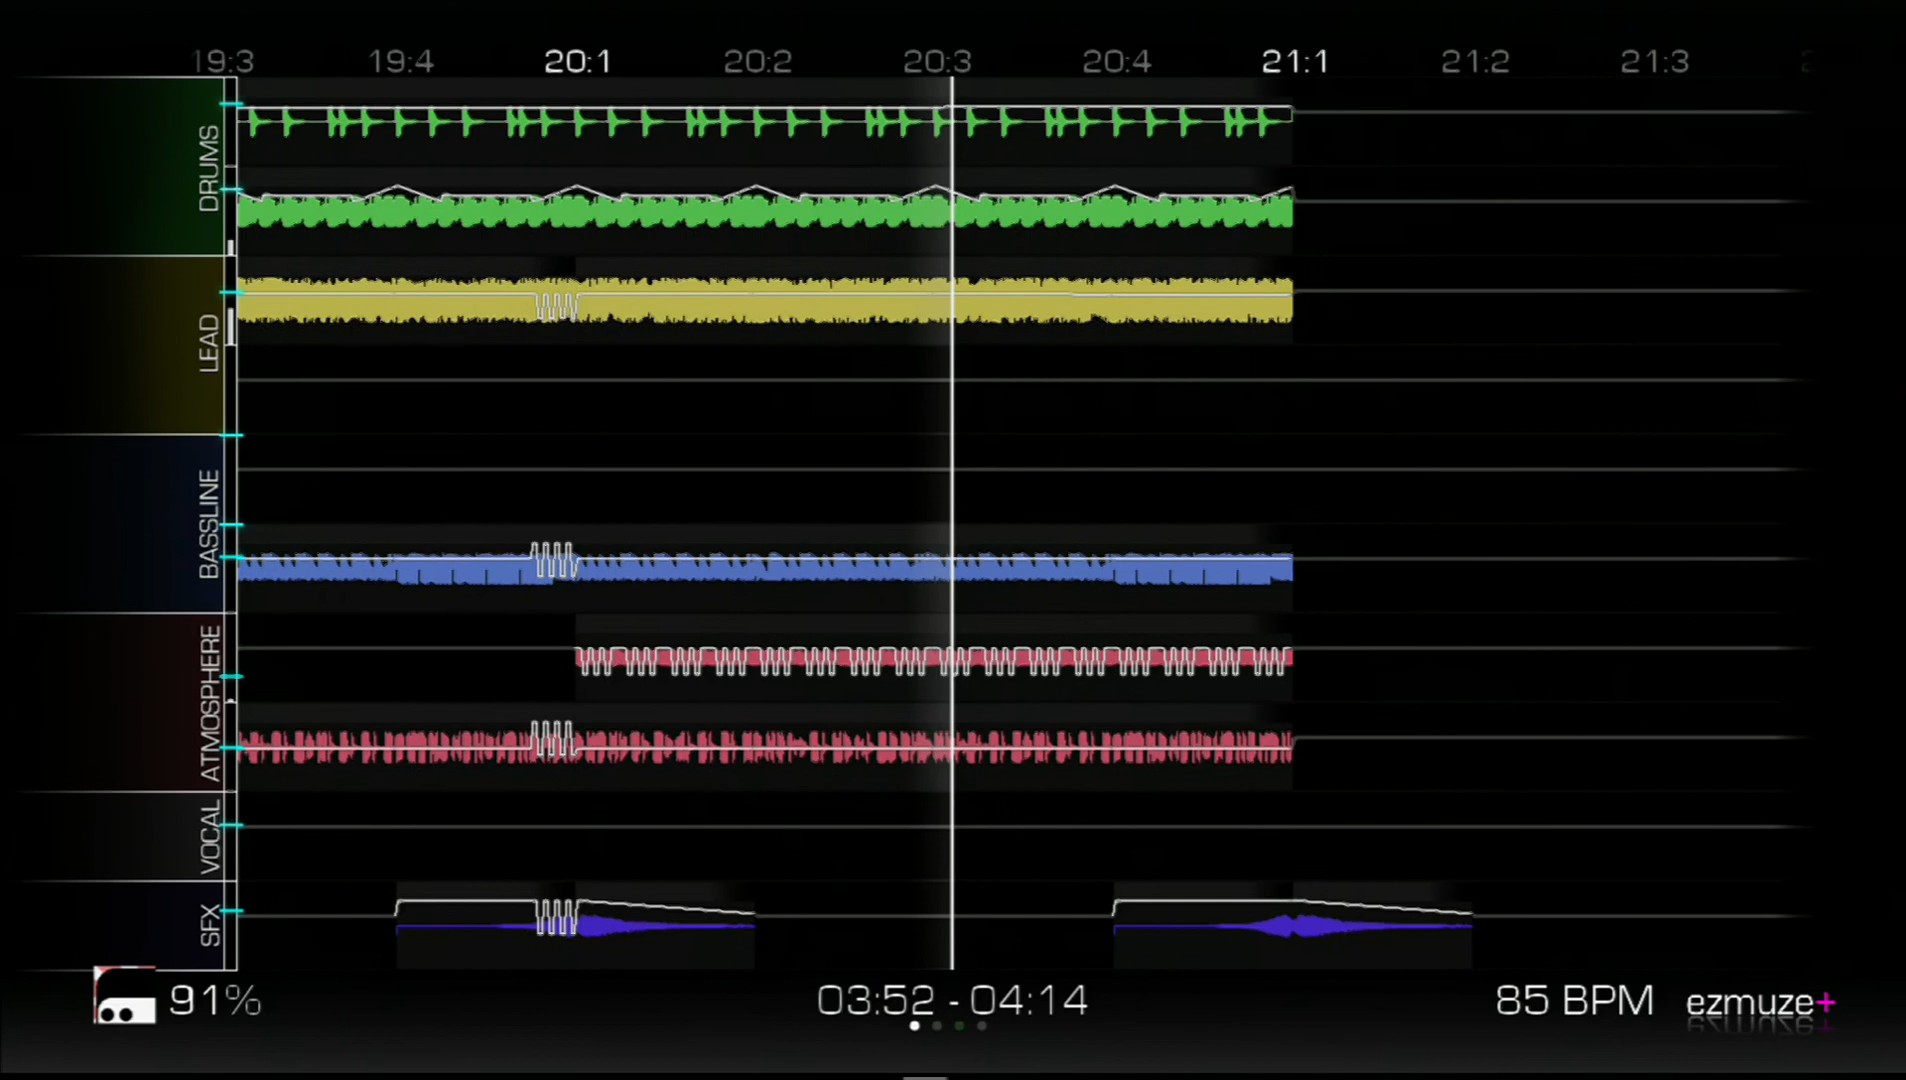 19:3 19:4 20:1 20:2 20:3 20:4 21:1 21:2 21:3
DRUMS
LEAD
BASSLINE
ATMOSPHERE
VOCAL
SFX
91% 03:52 - 04:14 85 BPM ezmuze+